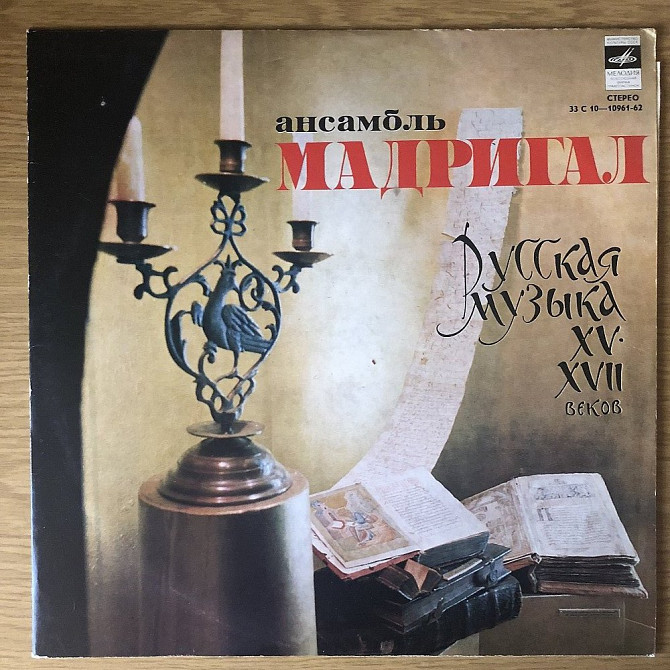 МЕЛОДИЯ
СТЕРЕО
33 С 10—10961-62
ансамбль
МАДРИГАЛ
Русская
музыка
XV·
XVII
веков